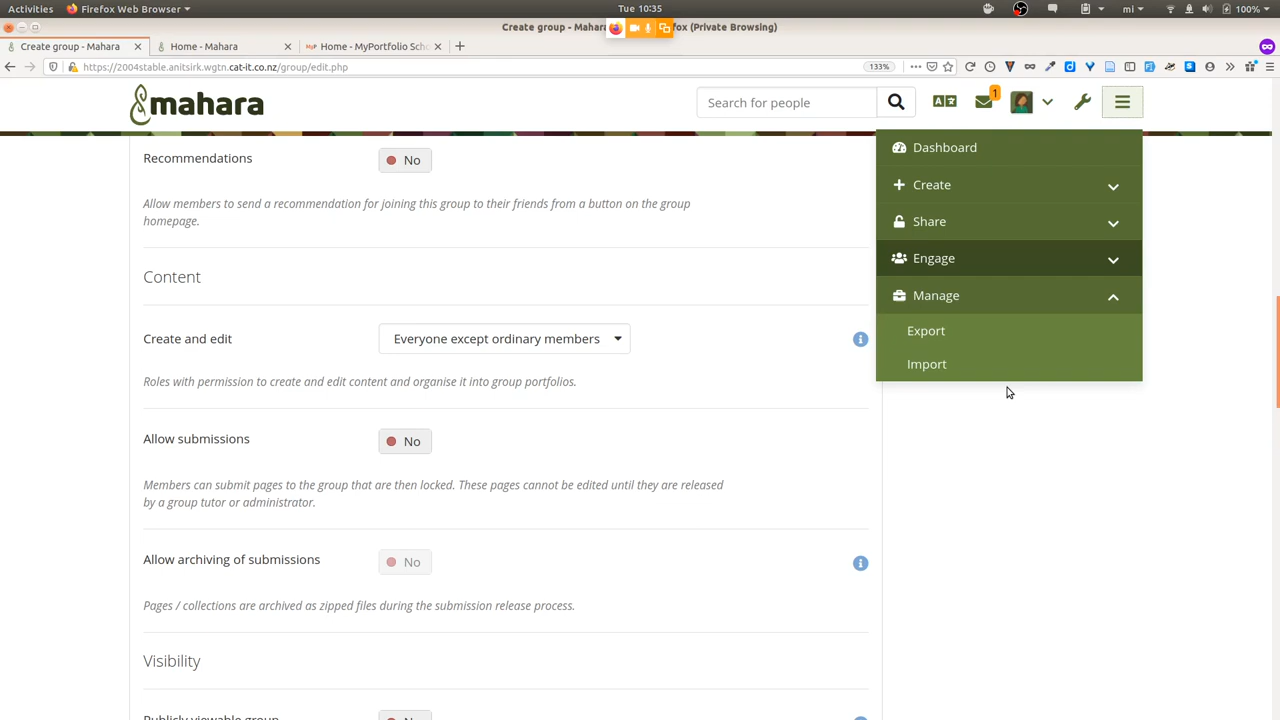 Activities
Firefox Web Browser
Tue 10:35
mi
100%
Create group - Mahara
fox (Private Browsing)
Create group - Mahara
Home - Mahara
Home - MyPortfolio Scho
https://2004stable.anitsirk.wgtn.cat-it.co.nz/group/edit.php
133%
mahara
Search for people
1
Dashboard
Create
Share
Engage
Manage
Export
Import
Recommendations
No
Allow members to send a recommendation for joining this group to their friends from a button on the group
homepage.
Content
Create and edit
Everyone except ordinary members
Roles with permission to create and edit content and organise it into group portfolios.
Allow submissions
No
Members can submit pages to the group that are then locked. These pages cannot be edited until they are released
by a group tutor or administrator.
Allow archiving of submissions
No
Pages / collections are archived as zipped files during the submission release process.
Visibility
Publicly viewable group
No